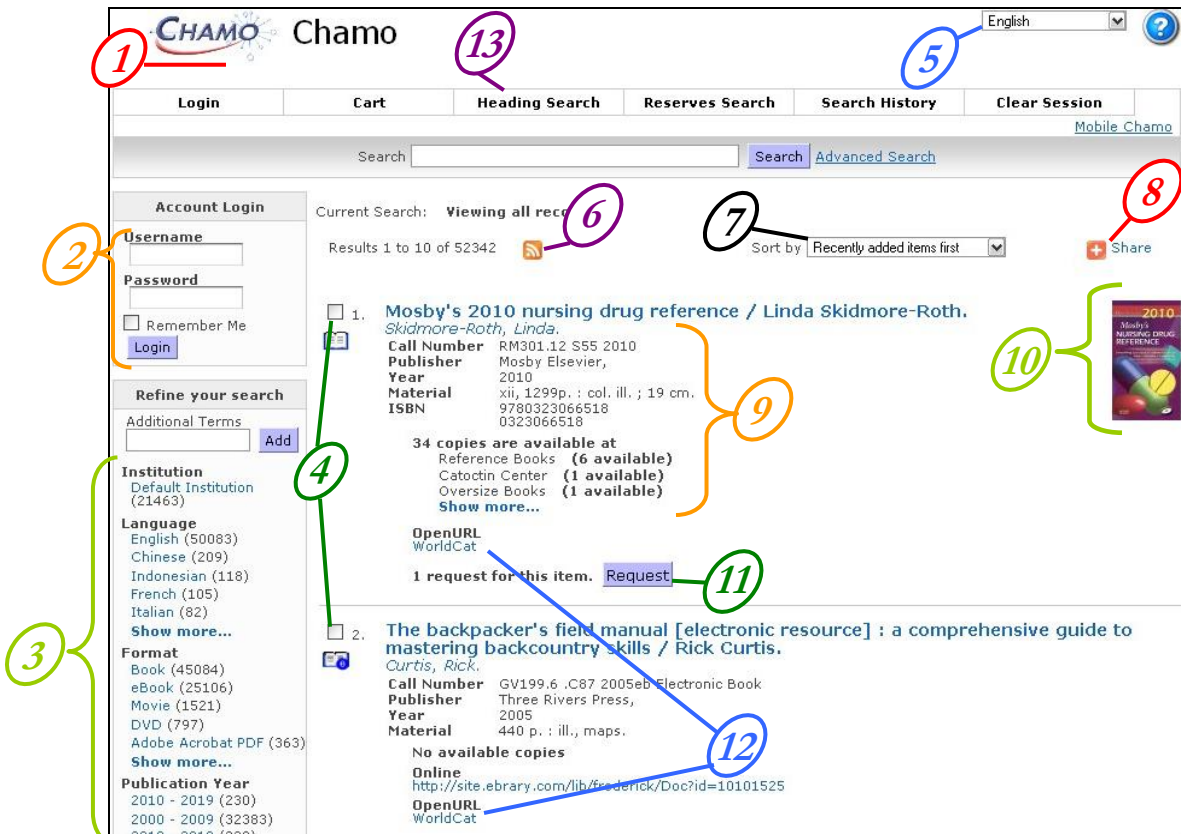 CHAMO Chamo
13
English
?
1
5
Login Cart Heading Search Reserves Search Search History Clear Session
Mobile Chamo
Search Search Advanced Search
8
Account Login
Current Search: Viewing all reco
6
7
2
Username
Results 1 to 10 of 52342
Sort by Recently added items first
Share
Password
Remember Me
Login
1. Mosby's 2010 nursing drug reference / Linda Skidmore-Roth.
Skidmore-Roth, Linda.
Call Number RM301.12 S55 2010
Publisher Mosby Elsevier,
Year 2010
Material xii, 1299p. : col. ill. ; 19 cm.
ISBN 9780323066518
0323066518
9
10
2010
Mosby's
NURSING DRUG
REFERENCE
34 copies are available at
Reference Books (6 available)
Catoctin Center (1 available)
Oversize Books (1 available)
Show more...
OpenURL
WorldCat
1 request for this item. Request
11
4
Refine your search
Additional Terms
Add
3
Institution
Default Institution
(21463)
Language
English (50083)
Chinese (209)
Indonesian (118)
French (105)
Italian (82)
Show more...
Format
Book (45084)
eBook (25106)
Movie (1521)
DVD (797)
Adobe Acrobat PDF (363)
Show more...
Publication Year
2010 - 2019 (230)
2000 - 2009 (32383)
2. The backpacker's field manual [electronic resource] : a comprehensive guide to
mastering backcountry skills / Rick Curtis.
Curtis, Rick.
Call Number GV199.6 .C87 2005eb Electronic Book
Publisher Three Rivers Press,
Year 2005
Material 440 p. : ill., maps.
No available copies
12
Online
http://site.ebrary.com/lib/frederick/Doc?id=10101525
OpenURL
WorldCat